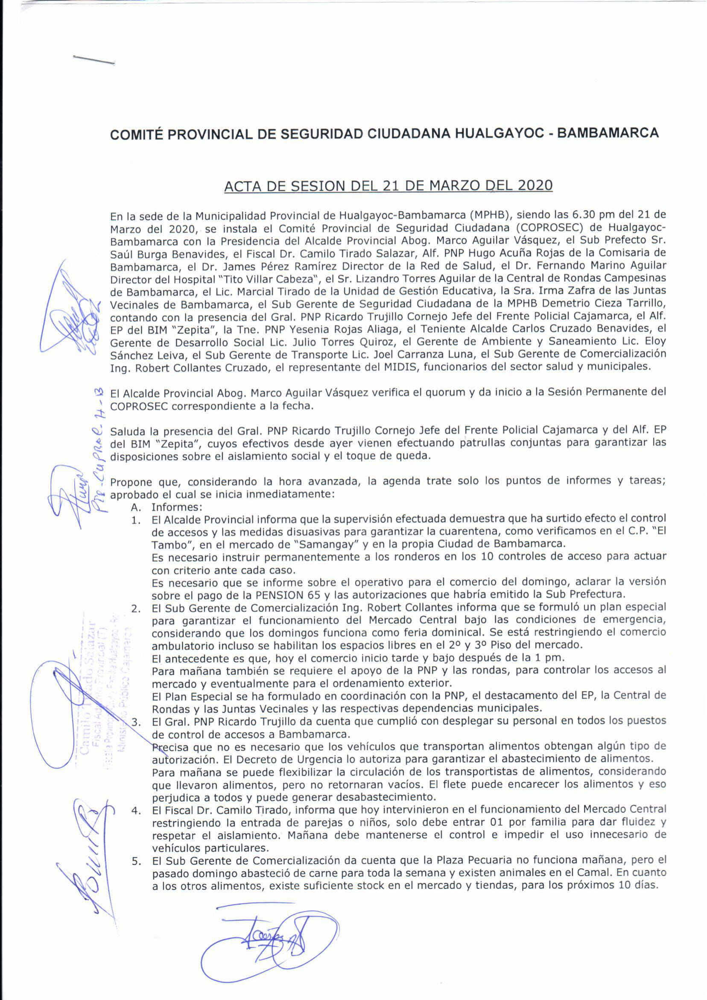 COMITÉ PROVINCIAL DE SEGURIDAD CIUDADANA HUALGAYOC - BAMBAMARCA
ACTA DE SESION DEL 21 DE MARZO DEL 2020
En la sede de la Municipalidad Provincial de Hualgayoc-Bambamarca (MPHB), siendo las 6.30 pm del 21 de
Marzo del 2020, se instala el Comité Provincial de Seguridad Ciudadana (COPROSEC) de Hualgayoc-
Bambamarca con la Presidencia del Alcalde Provincial Abog. Marco Aguilar Vásquez, el Sub Prefecto Sr.
Saúl Burga Benavides, el Fiscal Dr. Camilo Tirado Salazar, Alf. PNP Hugo Acuña Rojas de la Comisaria de
Bambamarca, el Dr. James Pérez Ramírez Director de la Red de Salud, el Dr. Fernando Marino Aguilar
Director del Hospital "Tito Villar Cabeza", el Sr. Lizandro Torres Aguilar de la Central de Rondas Campesinas
de Bambamarca, el Lic. Marcial Tirado de la Unidad de Gestión Educativa, la Sra. Irma Zafra de las Juntas
Vecinales de Bambamarca, el Sub Gerente de Seguridad Ciudadana de la MPHB Demetrio Cieza Tarrillo,
contando con la presencia del Gral. PNP Ricardo Trujillo Cornejo Jefe del Frente Policial Cajamarca, el Alf.
EP del BIM "Zepita", la Tne. PNP Yesenia Rojas Aliaga, el Teniente Alcalde Carlos Cruzado Benavides, el
Gerente de Desarrollo Social Lic. Julio Torres Quiroz, el Gerente de Ambiente y Saneamiento Lic. Eloy
Sánchez Leiva, el Sub Gerente de Transporte Lic. Joel Carranza Luna, el Sub Gerente de Comercialización
Ing. Robert Collantes Cruzado, el representante del MIDIS, funcionarios del sector salud y municipales.
El Alcalde Provincial Abog. Marco Aguilar Vásquez verifica el quorum y da inicio a la Sesión Permanente del
COPROSEC correspondiente a la fecha.
Saluda la presencia del Gral. PNP Ricardo Trujillo Cornejo Jefe del Frente Policial Cajamarca y del Alf. EP
del BIM "Zepita", cuyos efectivos desde ayer vienen efectuando patrullas conjuntas para garantizar las
disposiciones sobre el aislamiento social y el toque de queda.
Propone que, considerando la hora avanzada, la agenda trate solo los puntos de informes y tareas;
aprobado el cual se inicia inmediatamente:
A. Informes:
1. El Alcalde Provincial informa que la supervisión efectuada demuestra que ha surtido efecto el control
de accesos y las medidas disuasivas para garantizar la cuarentena, como verificamos en el C.P. "El
Tambo", en el mercado de "Samangay" y en la propia Ciudad de Bambamarca.
Es necesario instruir permanentemente a los ronderos en los 10 controles de acceso para actuar
con criterio ante cada caso.
Es necesario que se informe sobre el operativo para el comercio del domingo, aclarar la versión
sobre el pago de la PENSION 65 y las autorizaciones que habría emitido la Sub Prefectura.
2. El Sub Gerente de Comercialización Ing. Robert Collantes informa que se formuló un plan especial
para garantizar el funcionamiento del Mercado Central bajo las condiciones de emergencia,
considerando que los domingos funciona como feria dominical. Se está restringiendo el comercio
ambulatorio incluso se habilitan los espacios libres en el 2º y 3º Piso del mercado.
El antecedente es que, hoy el comercio inicio tarde y bajo después de la 1 pm.
Para mañana también se requiere el apoyo de la PNP y las rondas, para controlar los accesos al
mercado y eventualmente para el ordenamiento exterior.
El Plan Especial se ha formulado en coordinación con la PNP, el destacamento del EP, la Central de
Rondas y las Juntas Vecinales y las respectivas dependencias municipales.
3. El Gral. PNP Ricardo Trujillo da cuenta que cumplió con desplegar su personal en todos los puestos
de control de accesos a Bambamarca.
Precisa que no es necesario que los vehículos que transportan alimentos obtengan algún tipo de
autorización. El Decreto de Urgencia lo autoriza para garantizar el abastecimiento de alimentos.
Para mañana se puede flexibilizar la circulación de los transportistas de alimentos, considerando
que llevaron alimentos, pero no retornaran vacíos. El flete puede encarecer los alimentos y eso
perjudica a todos y puede generar desabastecimiento.
4. El Fiscal Dr. Camilo Tirado, informa que hoy intervinieron en el funcionamiento del Mercado Central
restringiendo la entrada de parejas o niños, solo debe entrar 01 por familia para dar fluidez y
respetar el aislamiento. Mañana debe mantenerse el control e impedir el uso innecesario de
vehículos particulares.
5. El Sub Gerente de Comercialización da cuenta que la Plaza Pecuaria no funciona mañana, pero el
pasado domingo abasteció de carne para toda la semana y existen animales en el Camal. En cuanto
a los otros alimentos, existe suficiente stock en el mercado y tiendas, para los próximos 10 días.
Camilo Tirado Salazar
Fiscal Adjunto Provincial (T)
Ministerio Público Cajamarca